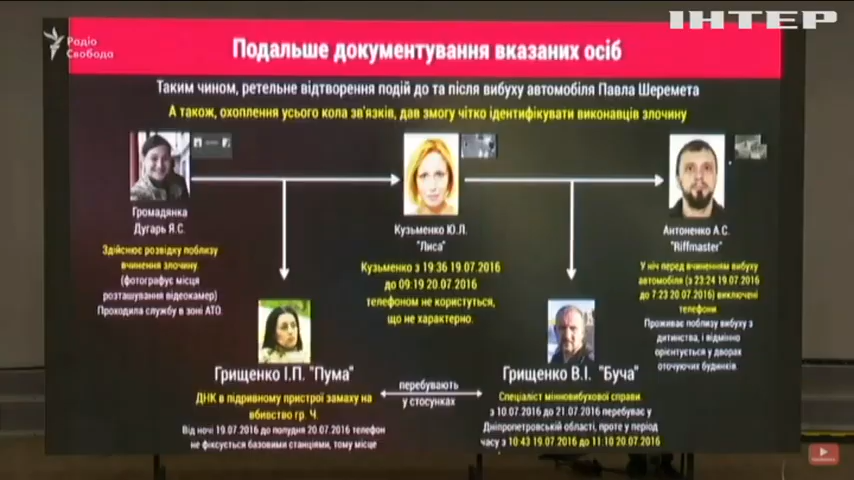 Радіо
Свобода
ІНТЕР
Подальше документування вказаних осіб
Таким чином, ретельне відтворення подій до та після вибуху автомобіля Павла Шеремета
А також, охоплення усього кола зв'язків, дав змогу чітко ідентифікувати виконавців злочину
Громадянка
Дугарь Я.С.
Здійснює розвідку поблизу
вчинення злочину
(фотографує місця
розташування відеокамер)
Проходила службу в зоні АТО.
Кузьменко Ю.Л.
"Лиса"
Кузьменко з 19:36 19.07.2016
до 09:19 20.07.2016
телефоном не користується,
що не характерно.
Антоненко А.С.
"Riffmaster"
У ніч перед вчиненням вибуху
автомобіля (з 23:24 19.07.2016
до 7:23 20.07.2016) виключені
телефони.
Проживає поблизу вибуху з
дитинства, і відмінно
орієнтується у дворах
оточуючих будинків.
Грищенко І.П. "Пума"
ДНК в підривному пристрої замаху на
вбивство гр. Ч.
Від ночі 19.07.2016 до полудня 20.07.2016 телефон
не фіксується базовими станціями, тому місце
перебувають
у стосунках
Грищенко В.І. "Буча"
Спеціаліст мінновибухової справи.
з 10.07.2016 до 21.07.2016 перебуває у
Дніпропетровській області, проте у період
часу з 10:43 19.07.2016 до 11:10 20.07.2016